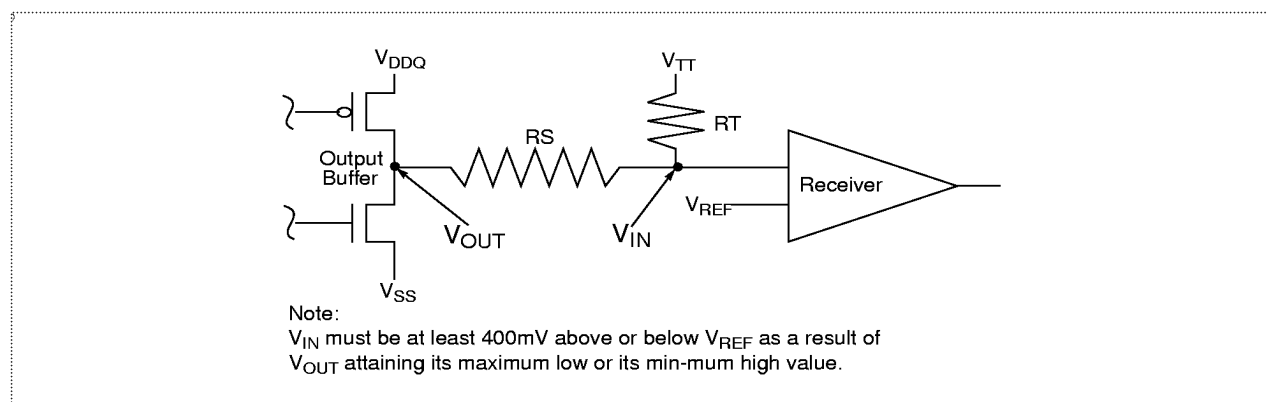 VDDQ
VTT
RS
RT
Output
Buffer
Receiver
VREF
VOUT
VIN
VSS
Note:
VIN must be at least 400mV above or below VREF as a result of
VOUT attaining its maximum low or its min-mum high value.